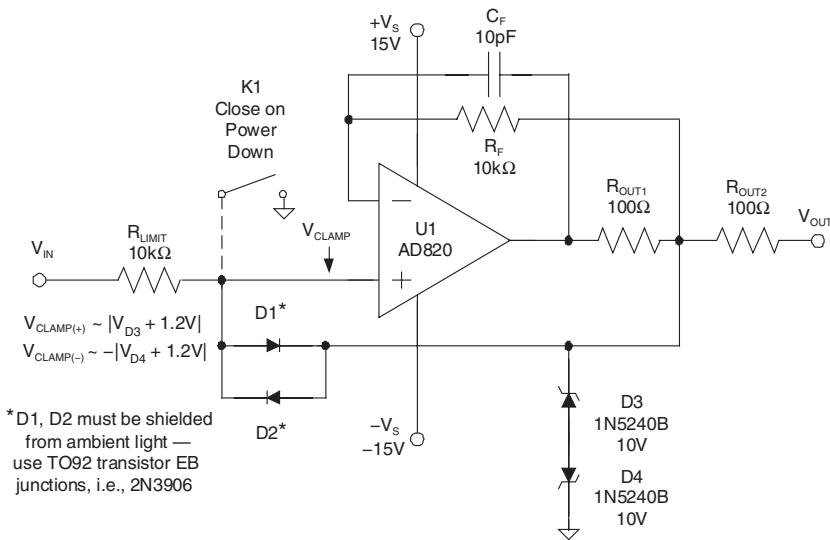 +V_S
15V
C_F
10pF
K1
Close on
Power
Down
R_F
10kΩ
R_OUT1
100Ω
R_OUT2
100Ω
V_OUT
−
U1
AD820
+
V_CLAMP
V_IN
R_LIMIT
10kΩ
V_CLAMP(+) ~ |V_D3 + 1.2V|
V_CLAMP(−) ~ −|V_D4 + 1.2V|
D1*
D2*
*D1, D2 must be shielded
from ambient light —
use TO92 transistor EB
junctions, i.e., 2N3906
−V_S
−15V
D3
1N5240B
10V
D4
1N5240B
10V